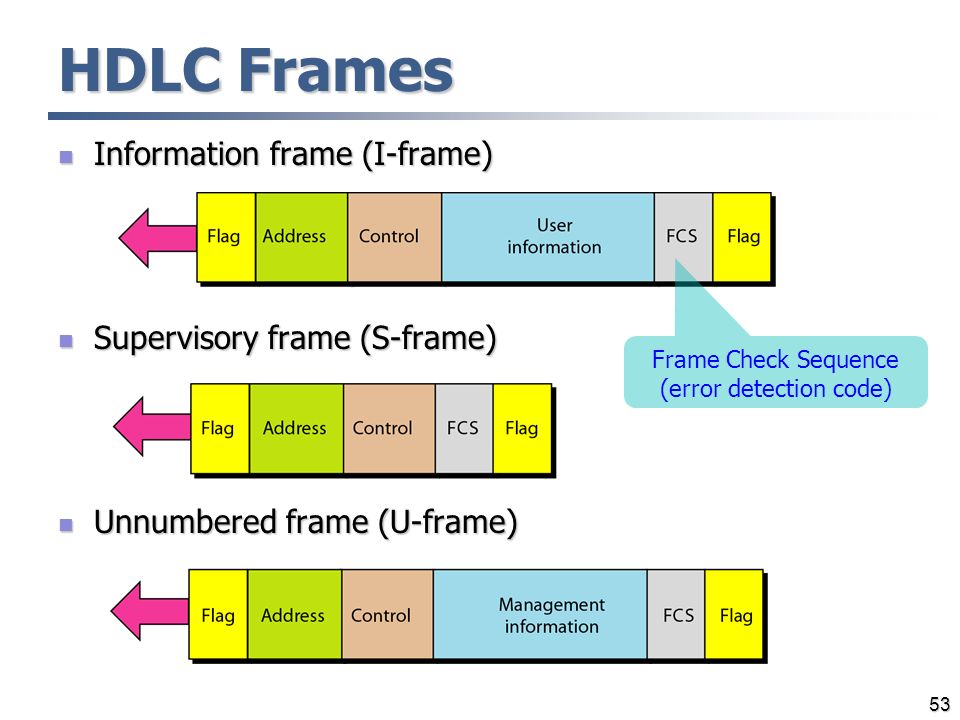 HDLC Frames
Information frame (I-frame)
Flag Address Control User information FCS Flag
Supervisory frame (S-frame)
Frame Check Sequence
(error detection code)
Flag Address Control FCS Flag
Unnumbered frame (U-frame)
Flag Address Control Management information FCS Flag
53